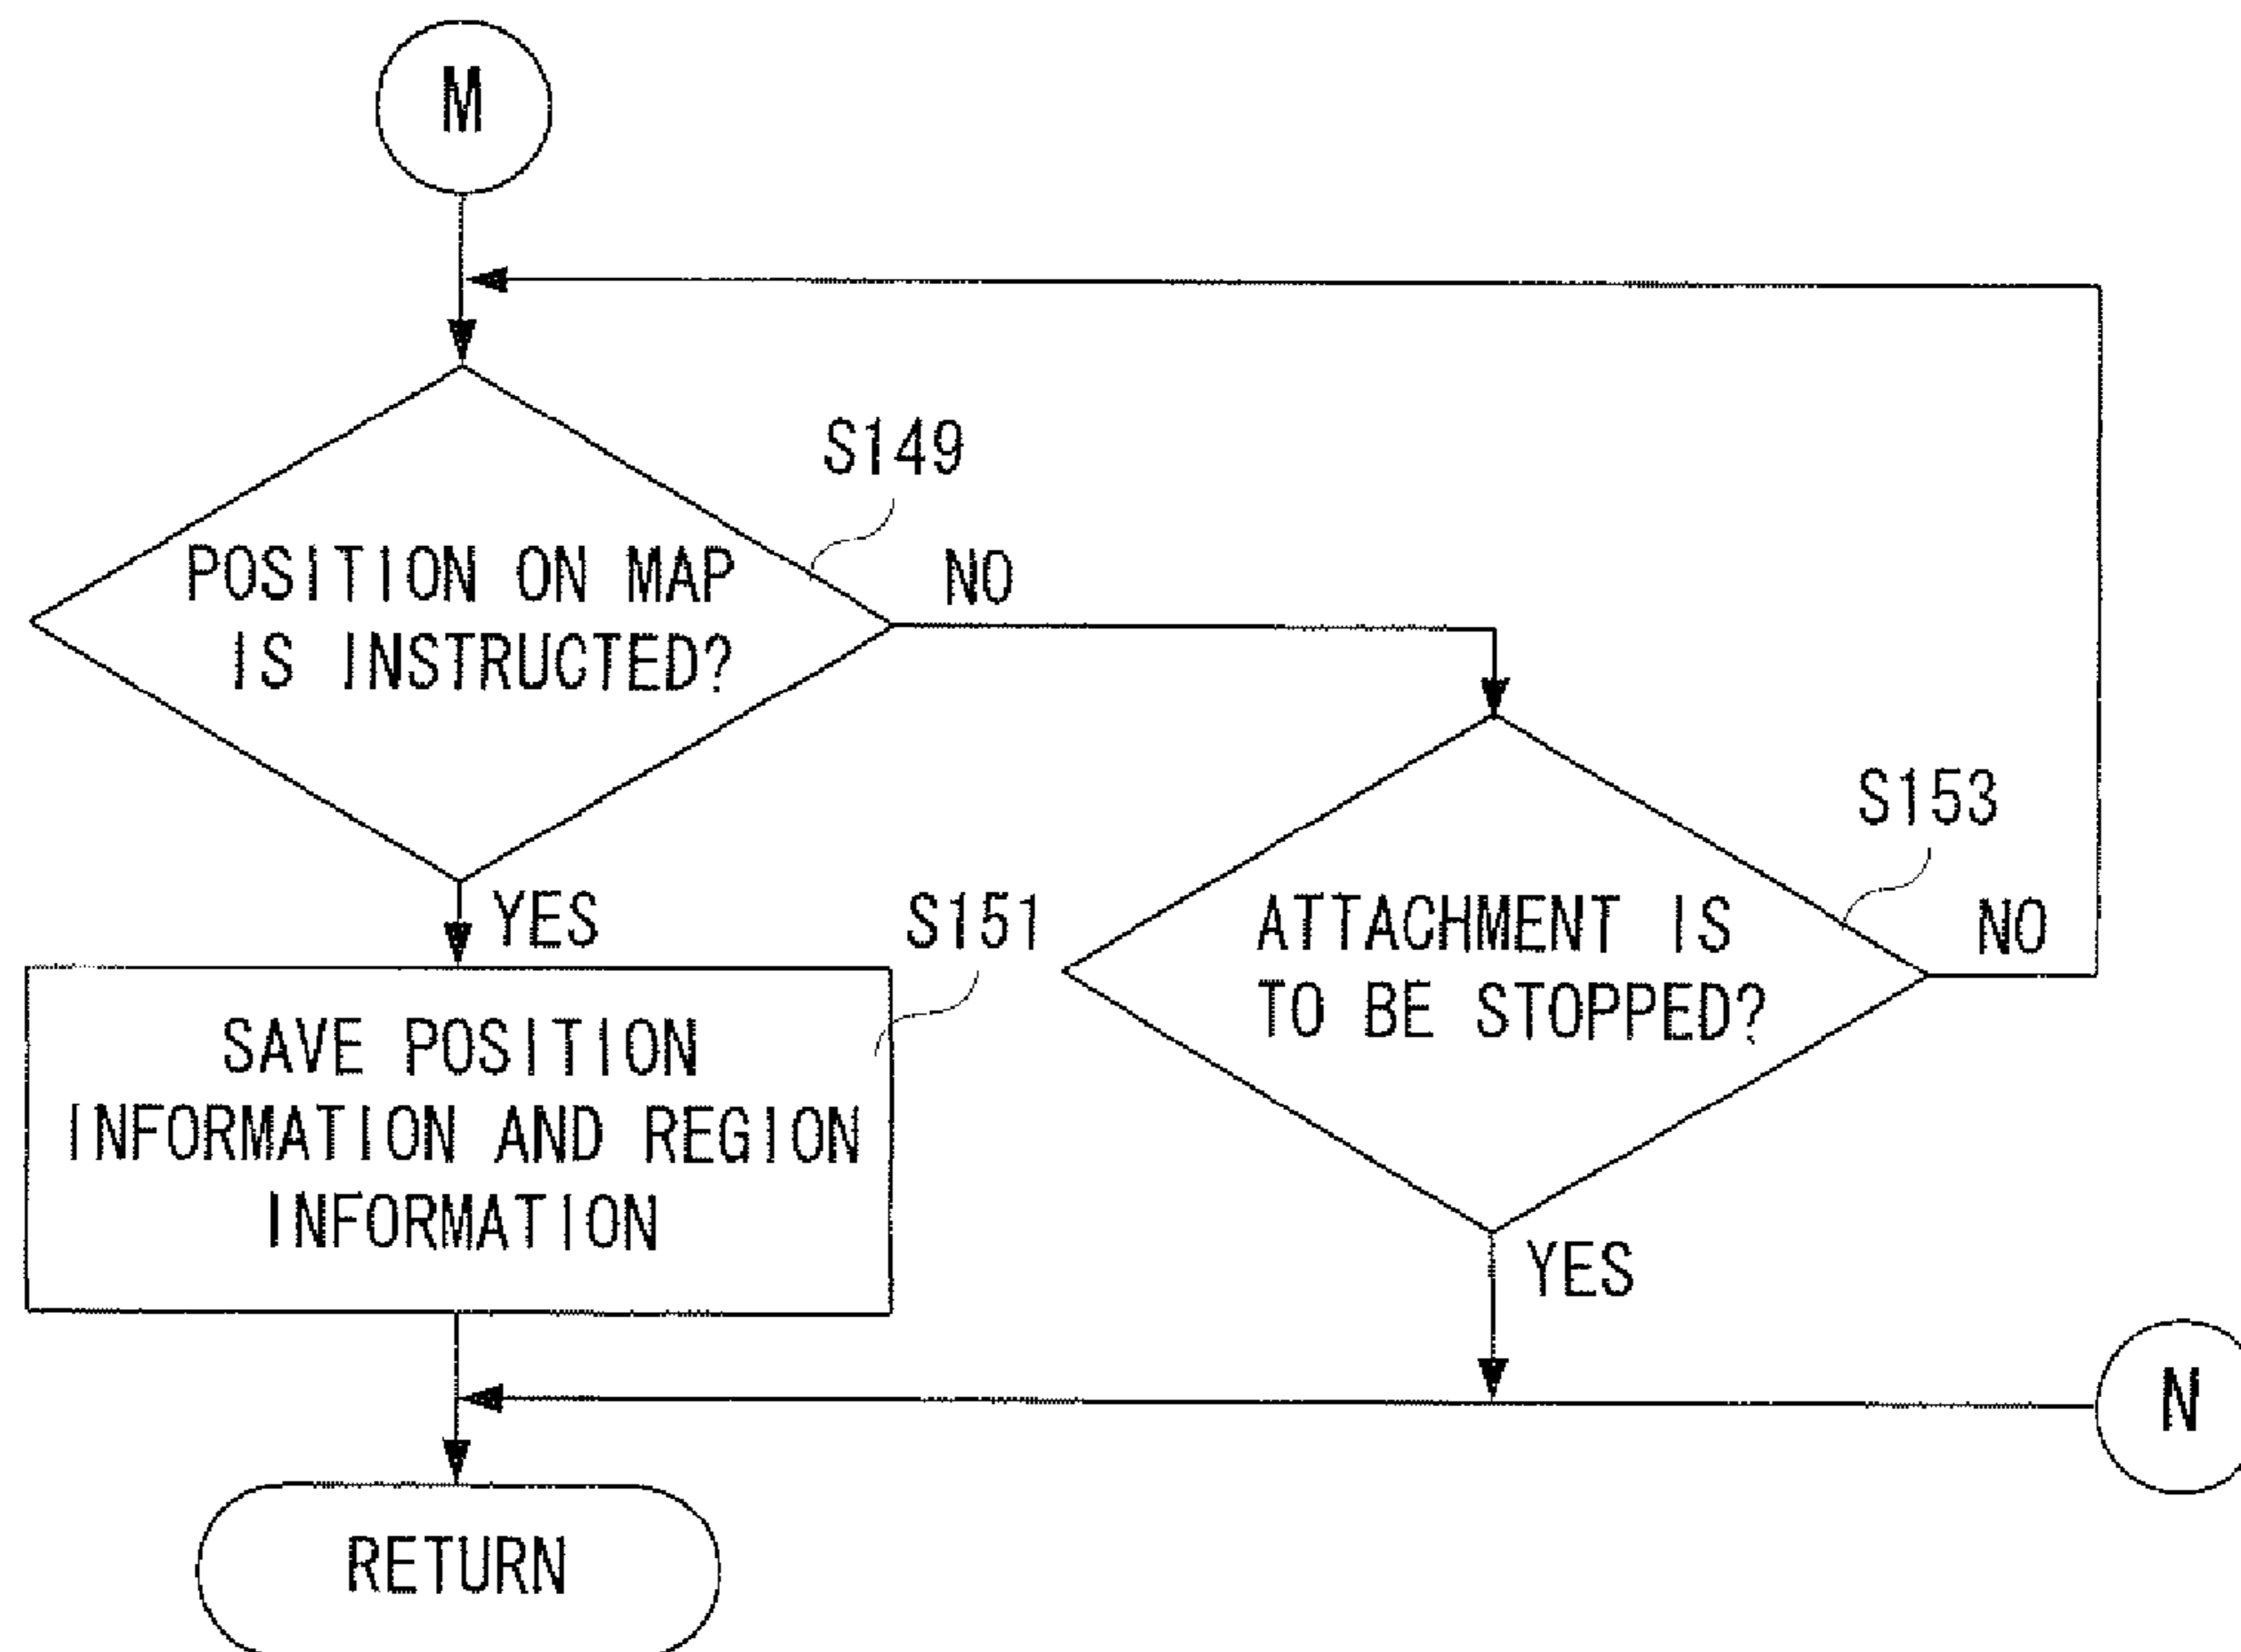 M
S149
POSITION ON MAP
IS INSTRUCTED?
NO
YES
S153
ATTACHMENT IS
TO BE STOPPED?
NO
YES
S151
SAVE POSITION
INFORMATION AND REGION
INFORMATION
N
RETURN